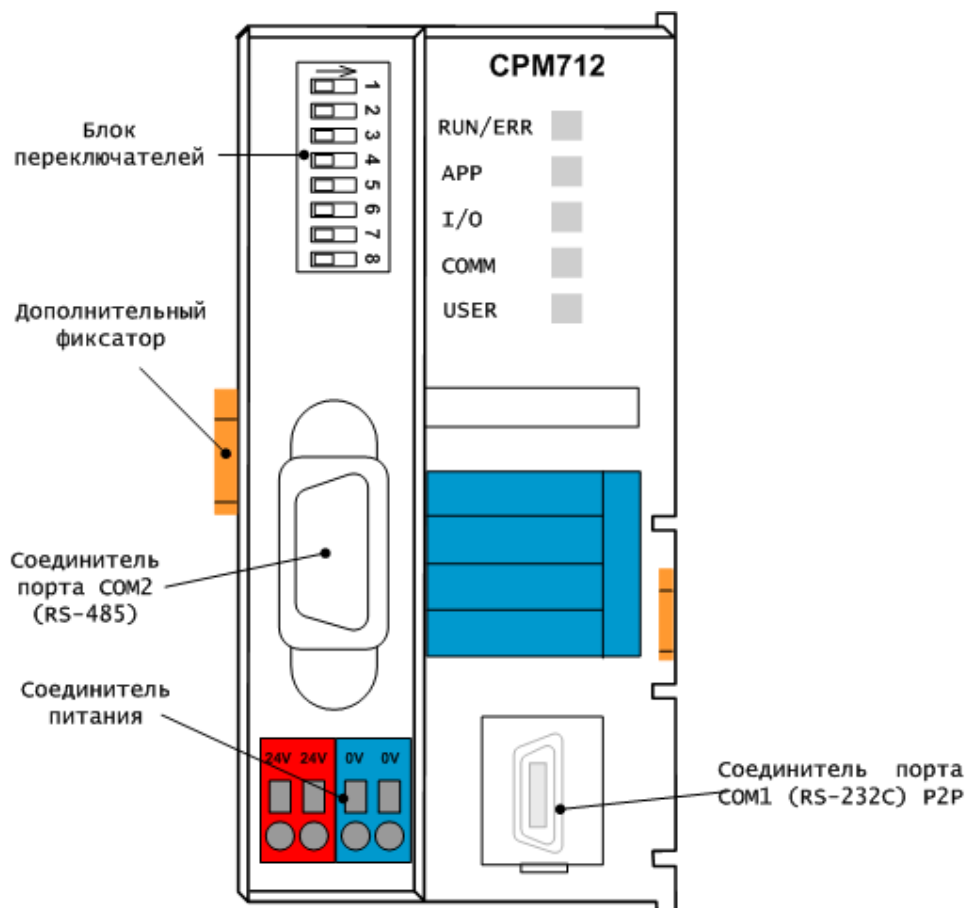 CPM712
1
2
3
4
5
6
7
8
RUN/ERR
APP
I/O
COMM
USER
Блок
переключателей
Дополнительный
фиксатор
Соединитель
порта COM2
(RS-485)
Соединитель
питания
24V 24V 0V 0V
Соединитель порта
COM1 (RS-232C) P2P